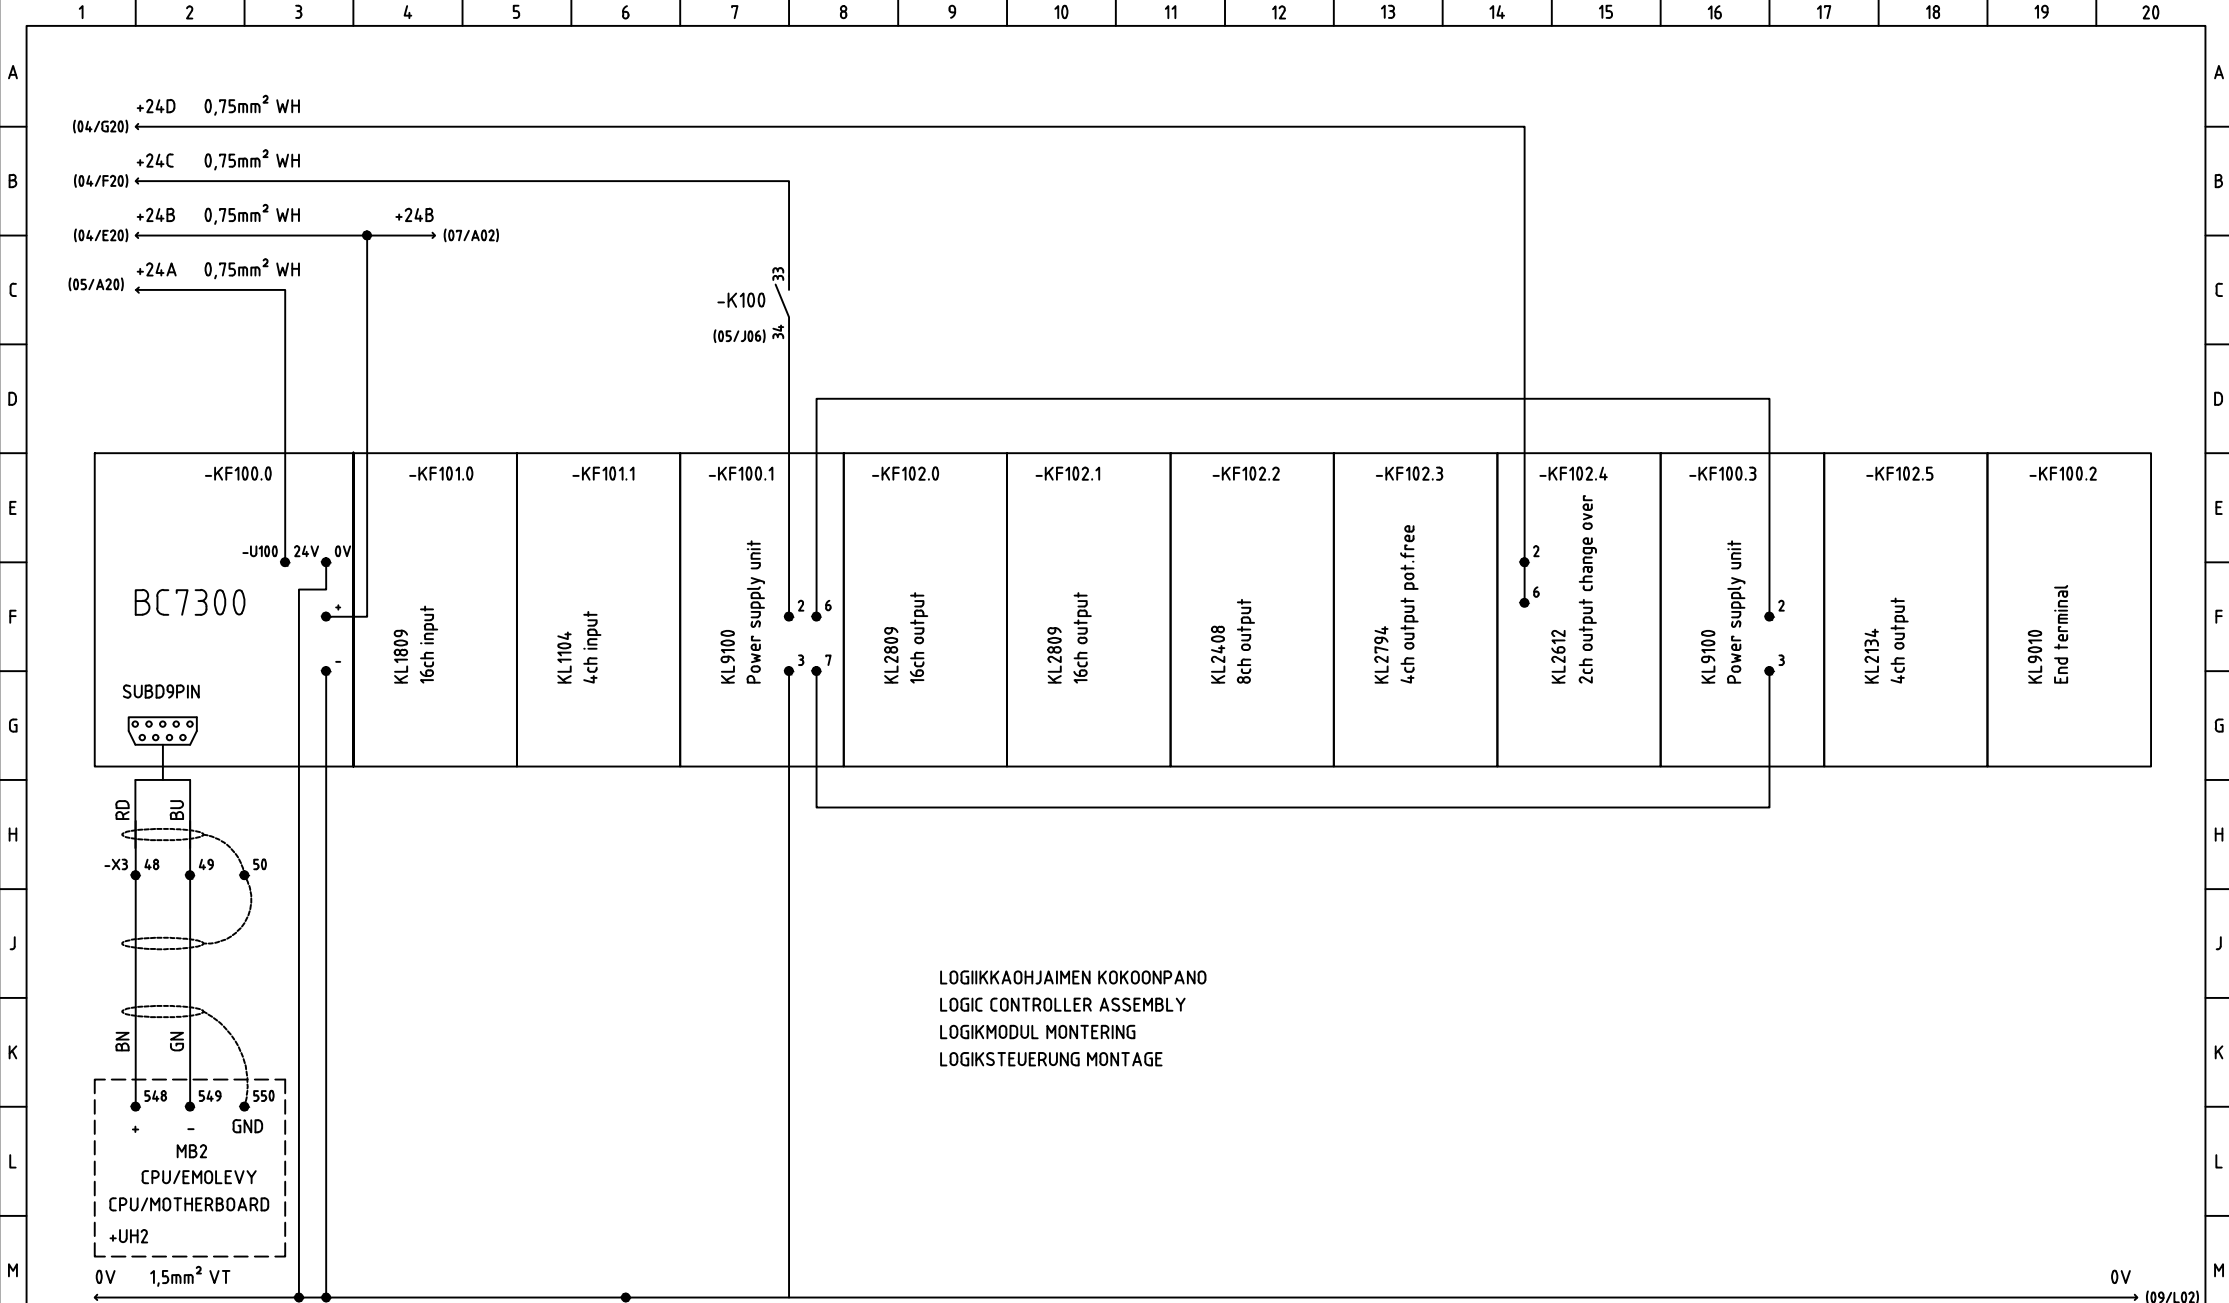 1 2 3 4 5 6 7 8 9 10 11 12 13 14 15 16 17 18 19 20
A A
+24D 0,75mm² WH
(04/G20)
+24C 0,75mm² WH
B (04/F20) B
+24B 0,75mm² WH +24B
(04/E20) (07/A02)
+24A 0,75mm² WH
C (05/A20) C
33
-K100
(05/J06) 34
D D
-KF100.0 -KF101.0 -KF101.1 -KF100.1 -KF102.0 -KF102.1 -KF102.2 -KF102.3 -KF102.4 -KF100.3 -KF102.5 -KF100.2
E E
-U100 24V 0V
2
6
BC7300
+
-
F F
KL1809
16ch input
KL1104
4ch input
KL9100
Power supply unit
2 6
3 7
KL2809
16ch output
KL2809
16ch output
KL2408
8ch output
KL2794
4ch output pot.free
KL2612
2ch output change over
KL9100
Power supply unit
2
3
KL2134
4ch output
KL9010
End terminal
SUBD9PIN
G G
RD BU
H H
-X3 48 49 50
J J
LOGIIKKAOHJAIMEN KOKOONPANO
LOGIC CONTROLLER ASSEMBLY
LOGIKMODUL MONTERING
LOGIKSTEUERUNG MONTAGE
BN GN
K K
548 549 550
+ - GND
MB2
L L
CPU/EMOLEVY
CPU/MOTHERBOARD
+UH2
M M
0V 1,5mm² VT 0V
(09/L02)